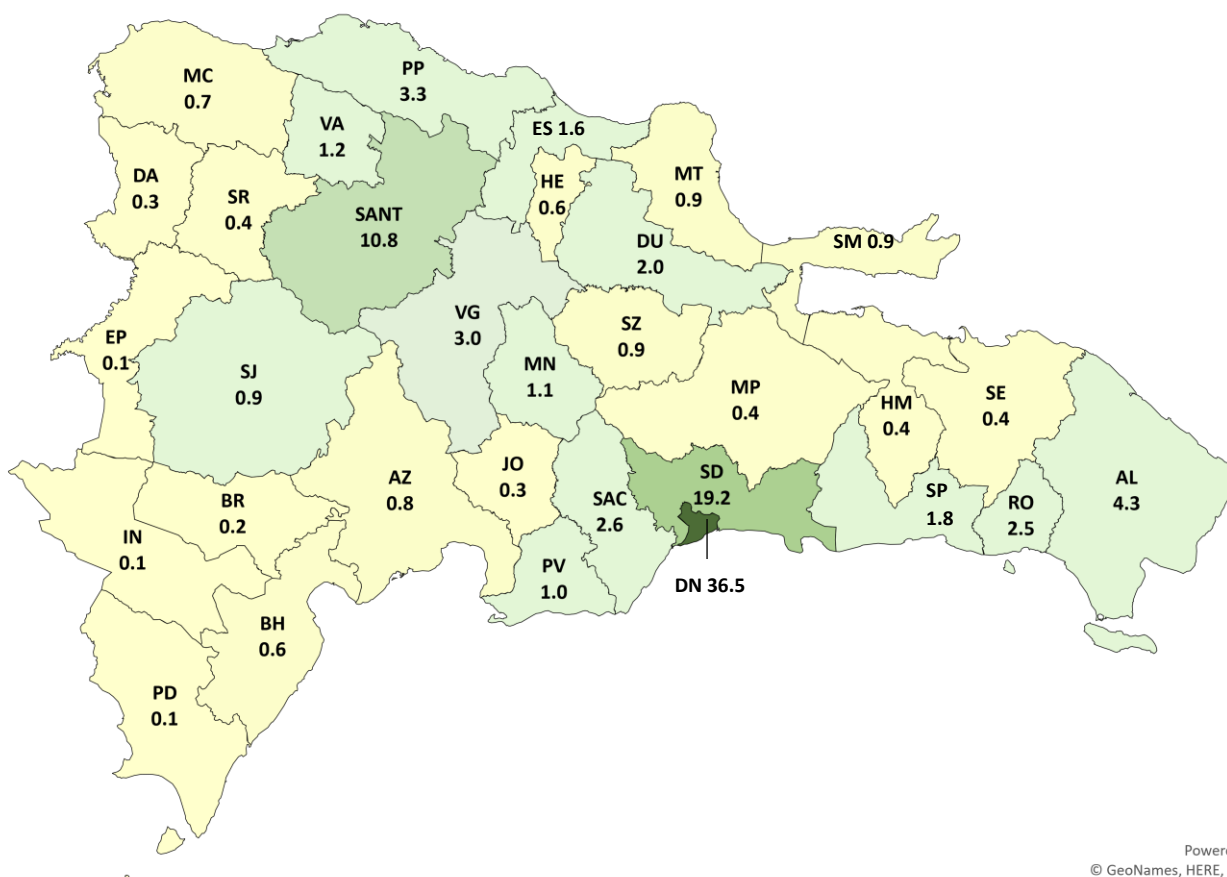 MC
0.7
PP
3.3
VA
1.2
ES 1.6
DA
0.3
SR
0.4
SANT
10.8
HE
0.6
MT
0.9
DU
2.0
SM 0.9
EP
0.1
SJ
0.9
VG
3.0
MN
1.1
SZ
0.9
MP
0.4
HM
0.4
SE
0.4
AZ
0.8
JO
0.3
SAC
2.6
SD
19.2
SP
1.8
RO
2.5
AL
4.3
BR
0.2
IN
0.1
PV
1.0
DN 36.5
BH
0.6
PD
0.1
Powere
© GeoNames, HERE,